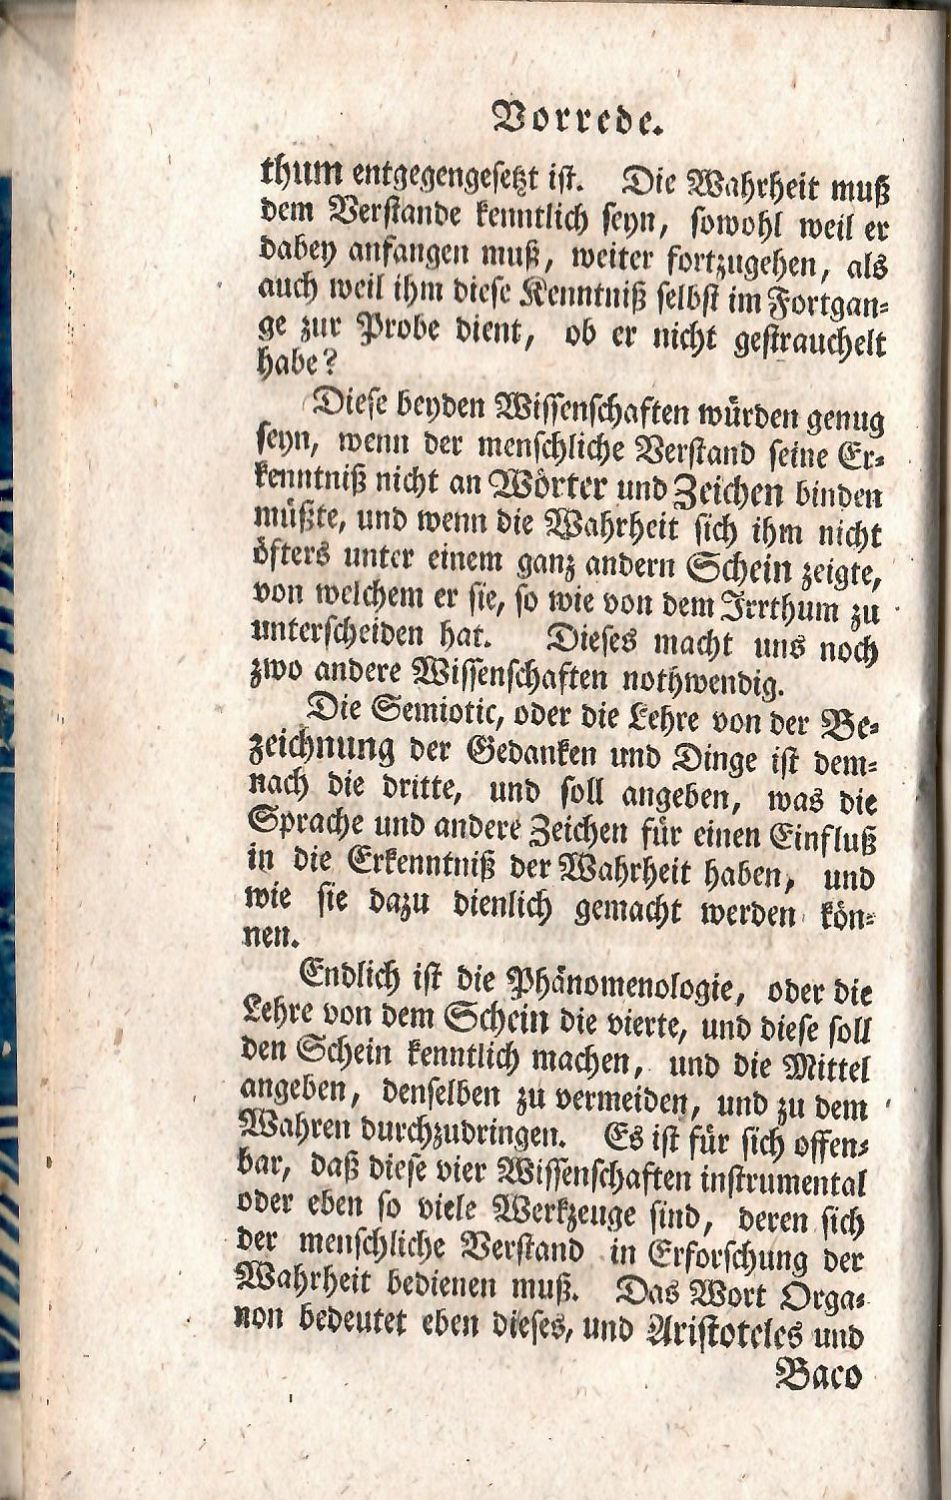 Vorrede.
thum entgegengesetzt ist. Die Wahrheit muß
dem Verstande kenntlich seyn, sowohl weil er
dabey anfangen muß, weiter fortzugehen, als
auch weil ihm diese Kenntniß selbst im Fortgan-
ge zur Probe dient, ob er nicht gestrauchelt
habe?
Diese beyden Wissenschaften würden genug
seyn, wenn der menschliche Verstand seine Er-
kenntniß nicht an Wörter und Zeichen binden
müßte, und wenn die Wahrheit sich ihm nicht
öfters unter einem ganz andern Schein zeigte,
von welchem er sie, so wie von dem Irrthum zu
unterscheiden hat. Dieses macht uns noch
zwo andere Wissenschaften nothwendig.
Die Semiotic, oder die Lehre von der Be-
zeichnung der Gedanken und Dinge ist dem-
nach die dritte, und soll angeben, was die
Sprache und andere Zeichen für einen Einfluß
in die Erkenntniß der Wahrheit haben, und
wie sie dazu dienlich gemacht werden kön-
nen.
Endlich ist die Phänomenologie, oder die
Lehre von dem Schein die vierte, und diese soll
den Schein kenntlich machen, und die Mittel
angeben, denselben zu vermeiden, und zu dem
Wahren durchzudringen. Es ist für sich offen-
bar, daß diese vier Wissenschaften instrumental
oder eben so viele Werkzeuge sind, deren sich
der menschliche Verstand in Erforschung der
Wahrheit bedienen muß. Das Wort Orga-
non bedeutet eben dieses, und Aristoteles und
Baco